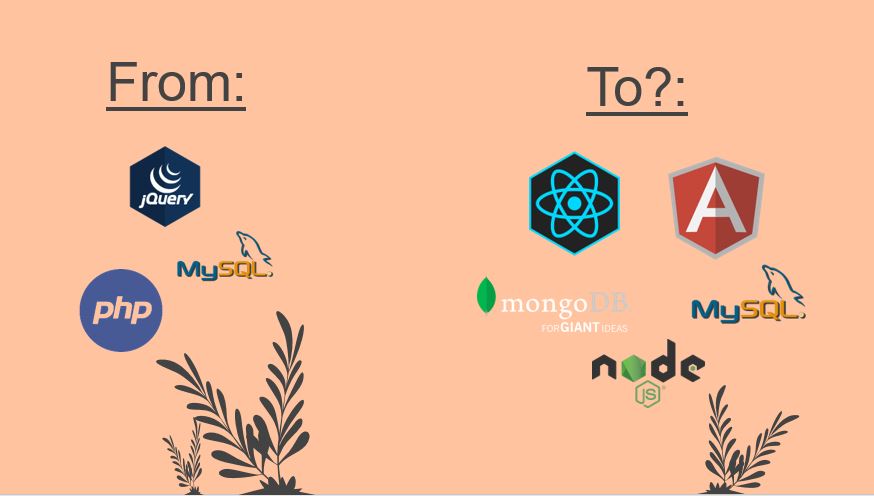 From:
To?:
jQuery
MySQL
php
A
mongoDB
FOR GIANT IDEAS
MySQL
node
JS